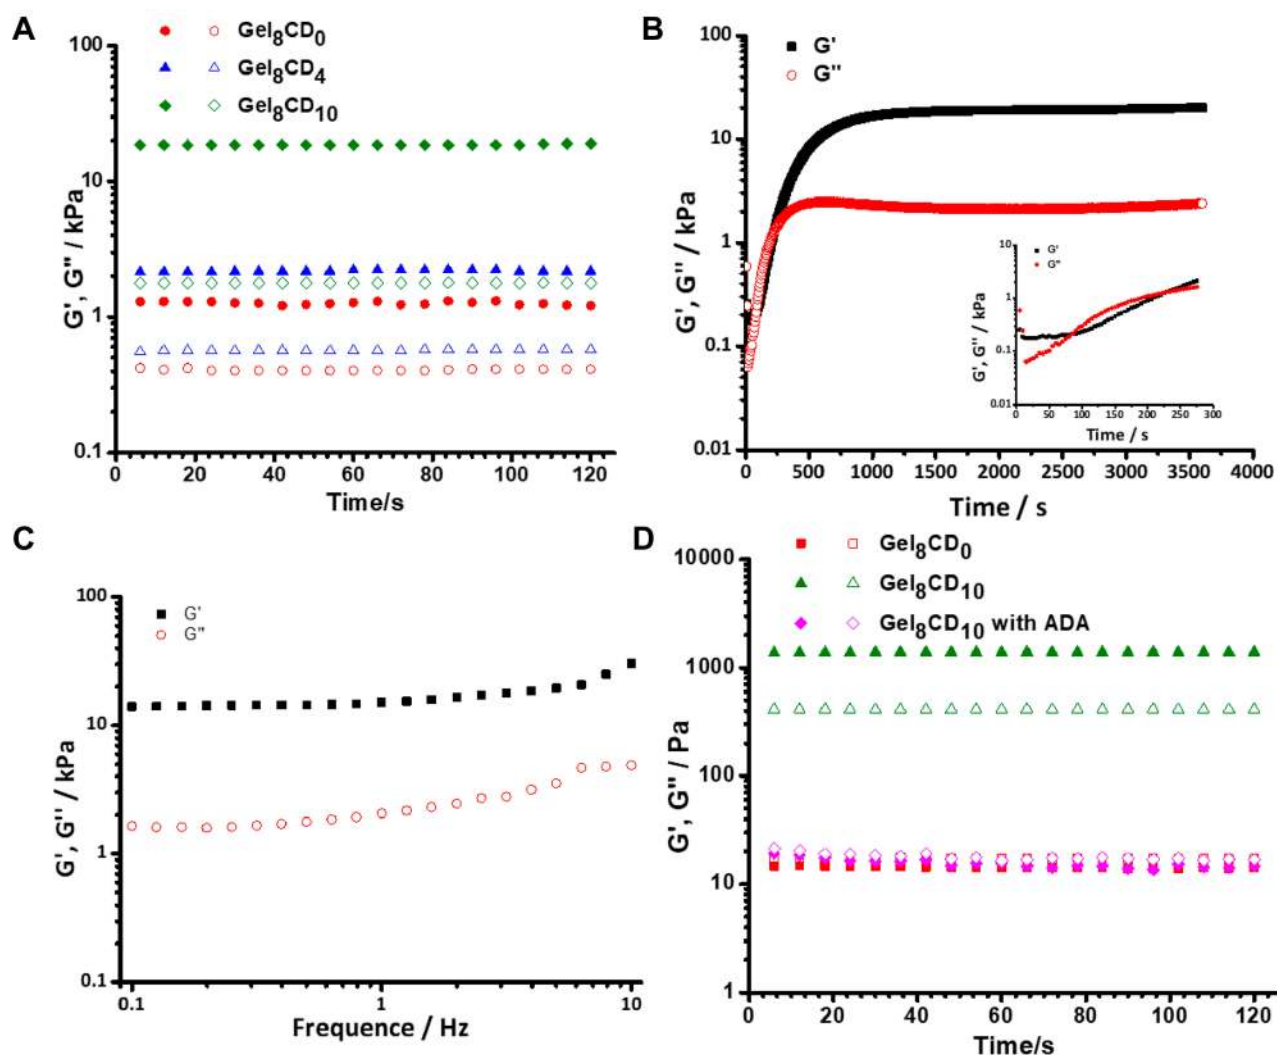 A
Gel8CD0
Gel8CD4
Gel8CD10
100
10
1
0.1
G', G" / kPa
0 20 40 60 80 100 120
Time/s
B
G'
G"
100
10
1
0.1
0.01
G', G" / kPa
0 500 1000 1500 2000 2500 3000 3500 4000
Time / s
G'
G"
10
1
0.1
0.01
G', G" / kPa
0 50 100 150 200 250 300
Time / s
C
G'
G"
100
10
1
0.1
G', G" / kPa
0.1 1 10
Frequence / Hz
D
Gel8CD0
Gel8CD10
Gel8CD10 with ADA
10000
1000
100
10
1
G', G" / Pa
0 20 40 60 80 100 120
Time/s